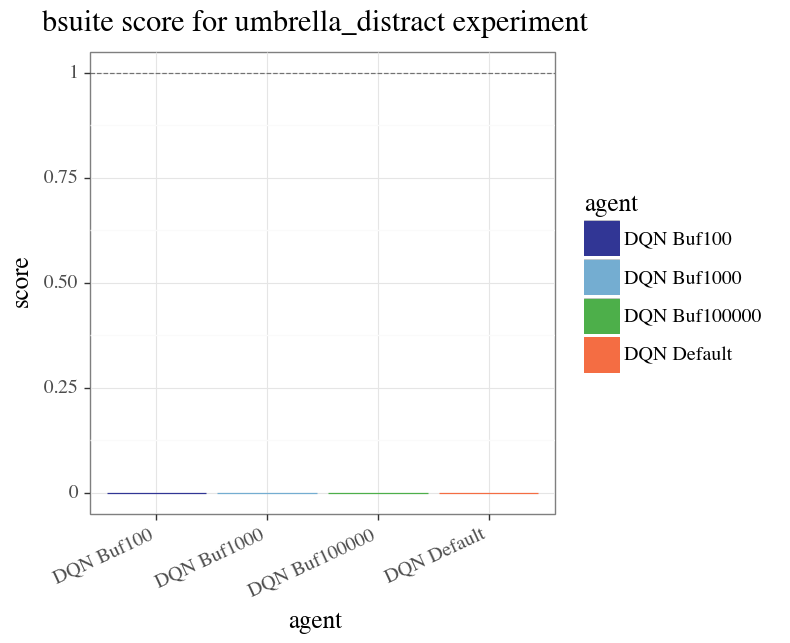 bsuite score for umbrella_distract experiment
1
0.75
0.50
0.25
0
score
DQN Buf100
DQN Buf1000
DQN Buf100000
DQN Default
agent
agent
DQN Buf100
DQN Buf1000
DQN Buf100000
DQN Default